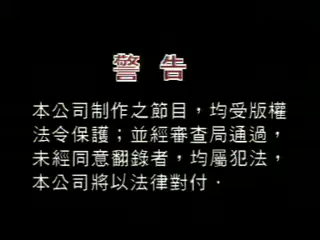 警告
本公司制作之節目，均受版權
法令保護；並經審查局通過，
未經同意翻錄者，均屬犯法，
本公司將以法律對付．